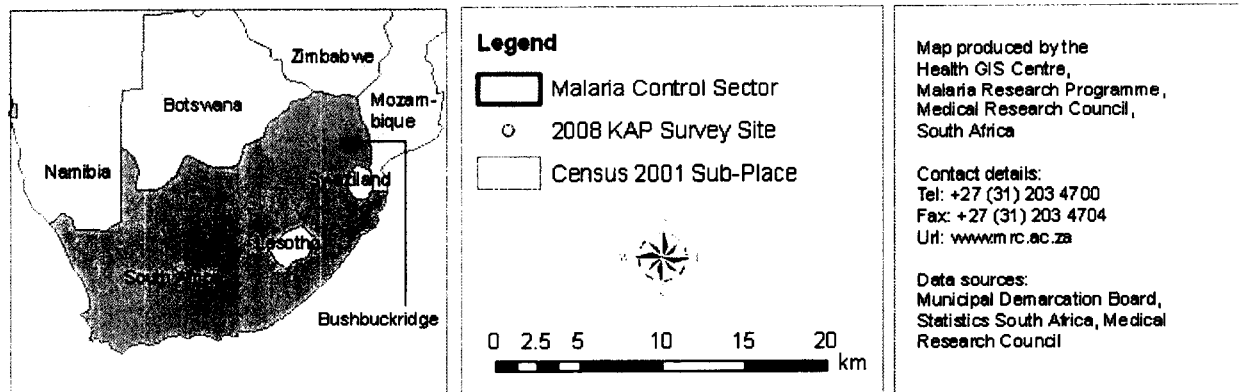 Zimbabwe
Botswana
Mozam-
bique
Namibia
Swaziland
Lesotho
South Africa
Bushbuckridge
Legend
Malaria Control Sector
2008 KAP Survey Site
Census 2001 Sub-Place
0 2.5 5 10 15 20
km
Map produced by the
Health GIS Centre,
Malaria Research Programme,
Medical Research Council,
South Africa
Contact details:
Tel: +27 (31) 203 4700
Fax: +27 (31) 203 4704
Url: www.mrc.ac.za
Data sources:
Municipal Demarcation Board,
Statistics South Africa, Medical
Research Council